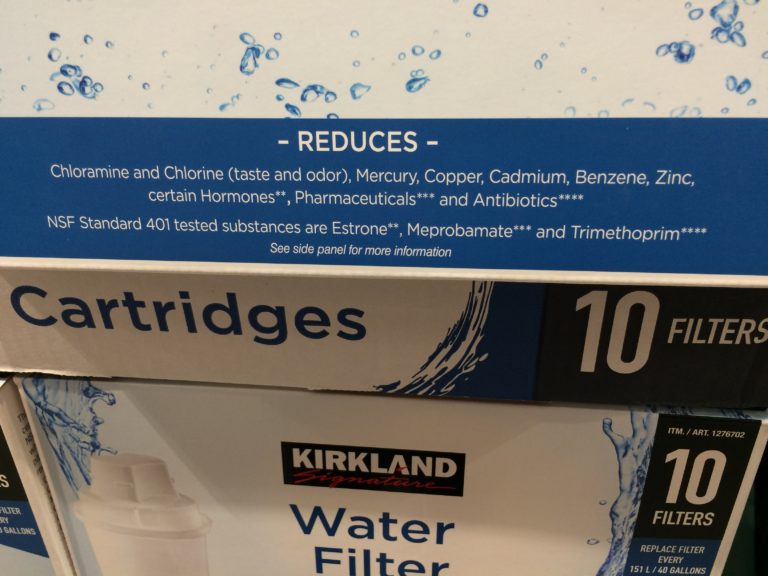 - REDUCES -
Chloramine and Chlorine (taste and odor), Mercury, Copper, Cadmium, Benzene, Zinc,
certain Hormones**, Pharmaceuticals*** and Antibiotics****
NSF Standard 401 tested substances are Estrone**, Meprobamate*** and Trimethoprim****
See side panel for more information
Cartridges
10 FILTERS
ITM. / ART. 1276702
KIRKLAND
Signature
10
FILTERS
Water
Filter
REPLACE FILTER
EVERY
151 L / 40 GALLONS
GALLONS